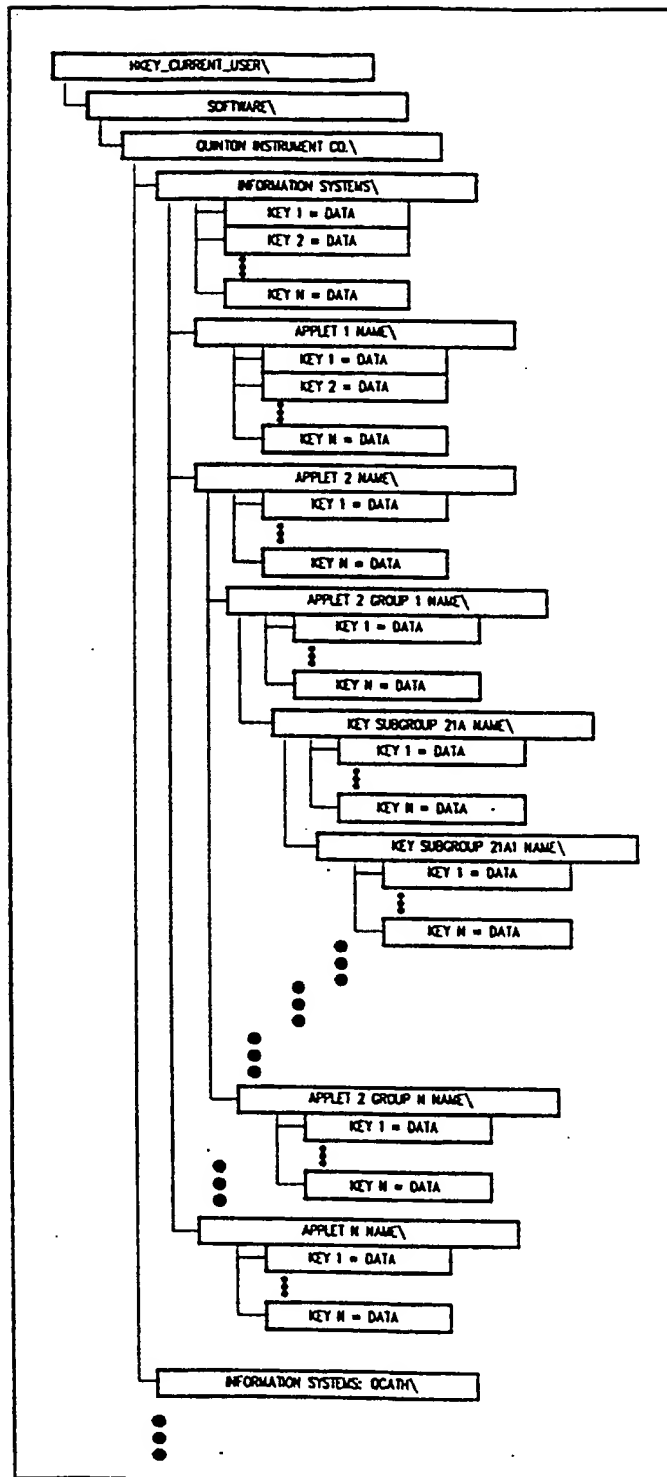 HKEY_CURRENT_USER\
SOFTWARE\
QUINTON INSTRUMENT CO.\
INFORMATION SYSTEMS\
KEY 1 = DATA
KEY 2 = DATA
KEY N = DATA
APPLET 1 NAME\
KEY 1 = DATA
KEY 2 = DATA
KEY N = DATA
APPLET 2 NAME\
KEY 1 = DATA
KEY N = DATA
APPLET 2 GROUP 1 NAME\
KEY 1 = DATA
KEY N = DATA
KEY SUBGROUP 21A NAME\
KEY 1 = DATA
KEY N = DATA
KEY SUBGROUP 21A1 NAME\
KEY 1 = DATA
KEY N = DATA
APPLET 2 GROUP N NAME\
KEY 1 = DATA
KEY N = DATA
APPLET N NAME\
KEY 1 = DATA
KEY N = DATA
INFORMATION SYSTEMS: QCATH\